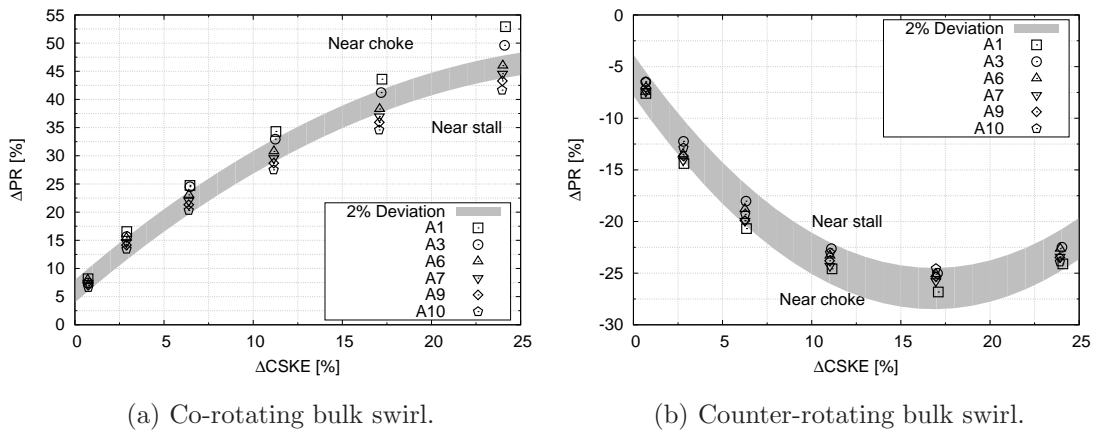 55
50
45
40
35
30
25
20
15
10
5
0
ΔPR [%]
0 5 10 15 20 25
ΔCSKE [%]
Near choke
Near stall
2% Deviation
A1
A3
A6
A7
A9
A10
(a) Co-rotating bulk swirl.
0
-5
-10
-15
-20
-25
-30
ΔPR [%]
0 5 10 15 20 25
ΔCSKE [%]
2% Deviation
A1
A3
A6
A7
A9
A10
Near stall
Near choke
(b) Counter-rotating bulk swirl.